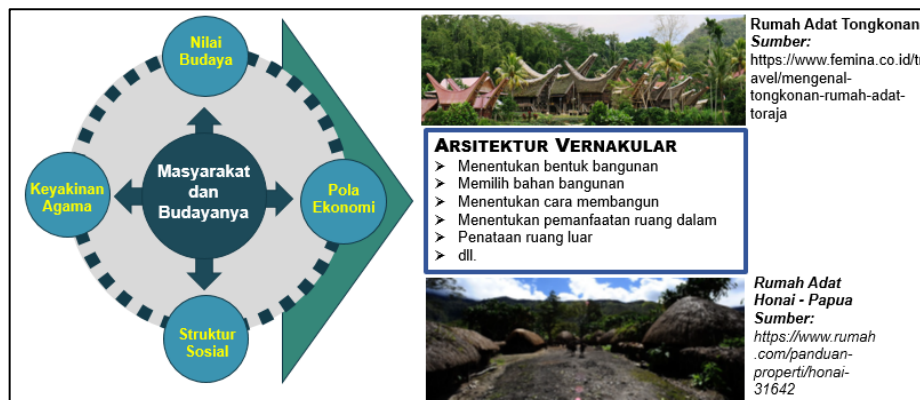 Nilai
Budaya
Keyakinan
Agama
Masyarakat
dan
Budayanya
Pola
Ekonomi
Struktur
Sosial
Rumah Adat Tongkonan
Sumber:
https://www.femina.co.id/tr
avel/mengenal-
tongkonan-rumah-adat-
toraja
ARSITEKTUR VERNAKULAR
➢ Menentukan bentuk bangunan
➢ Memilih bahan bangunan
➢ Menentukan cara membangun
➢ Menentukan pemanfaatan ruang dalam
➢ Penataan ruang luar
➢ dll.
Rumah Adat
Honai - Papua
Sumber:
https://www.rumah
.com/panduan-
properti/honai-
31642